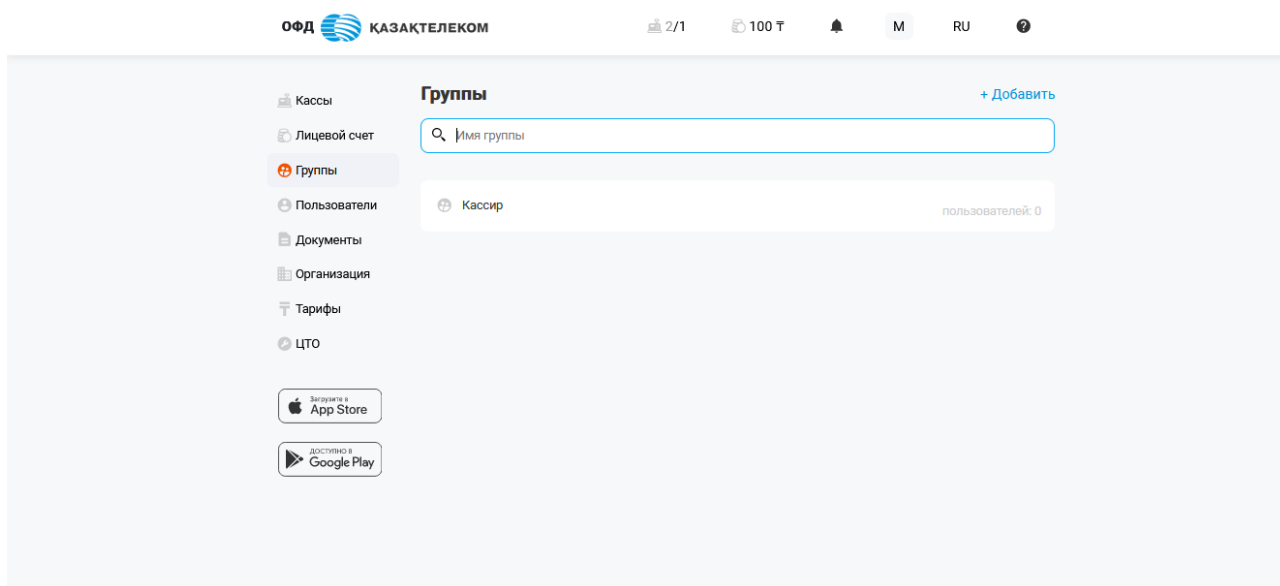 ОФД ҚАЗАҚТЕЛЕКОМ 2/1 100 ₸ M RU ?
Кассы
Лицевой счет
Группы
Пользователи
Документы
Организация
Тарифы
ЦТО
Загрузите в
App Store
ДОСТУПНО В
Google Play
Группы + Добавить
Имя группы
Кассир пользователей: 0